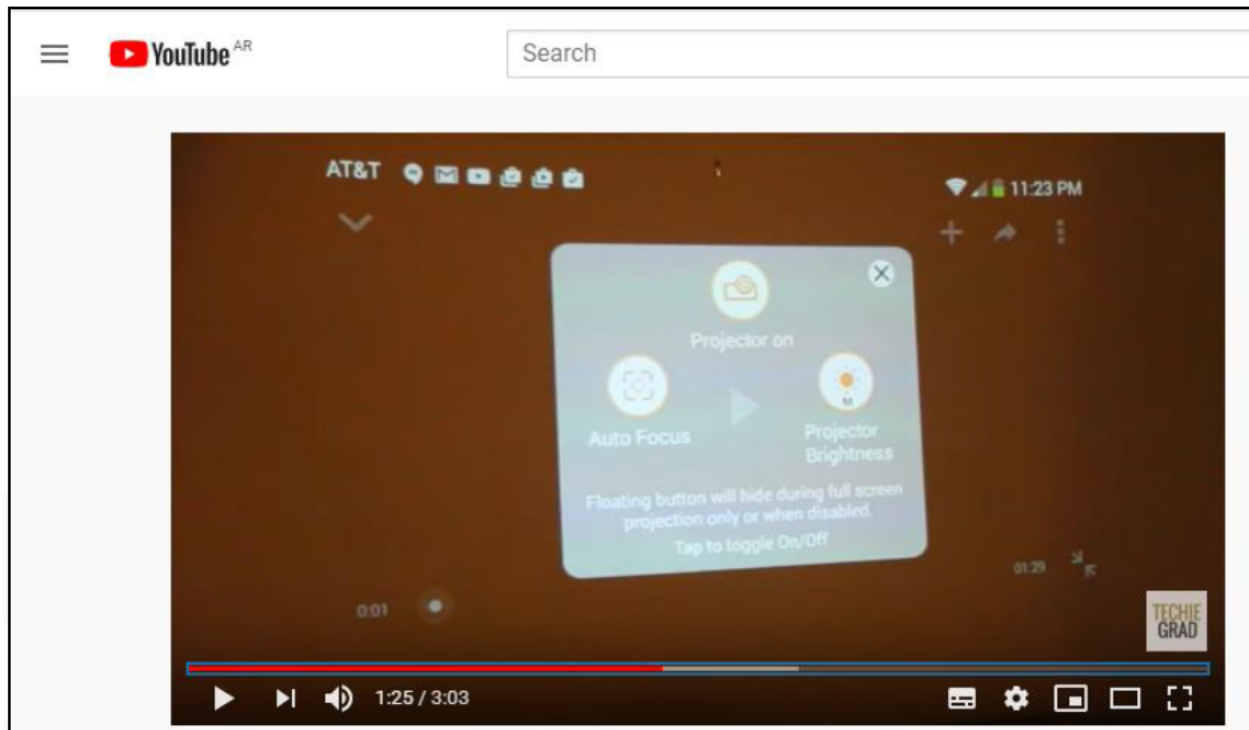 YouTube AR
Search
AT&T
11:23 PM
Projector on
Auto Focus
Projector
Brightness
M
Floating button will hide during full screen
projection only or when disabled.
Tap to toggle On/Off
01:29
0:01
TECHIE
GRAD
1:25 / 3:03